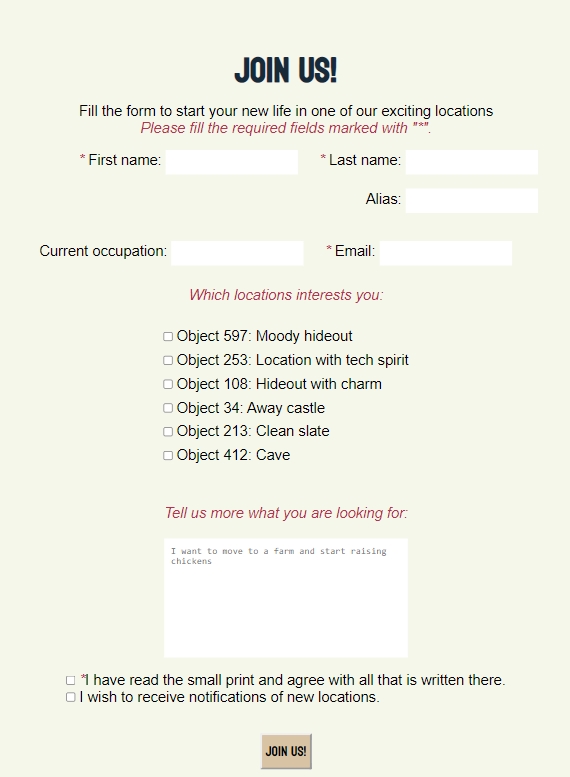 JOIN US!
Fill the form to start your new life in one of our exciting locations
Please fill the required fields marked with "*".
* First name: * Last name:
Alias:
Current occupation: * Email:
Which locations interests you:
Object 597: Moody hideout
Object 253: Location with tech spirit
Object 108: Hideout with charm
Object 34: Away castle
Object 213: Clean slate
Object 412: Cave
Tell us more what you are looking for:
I want to move to a farm and start raising
chickens
*I have read the small print and agree with all that is written there.
I wish to receive notifications of new locations.
JOIN US!